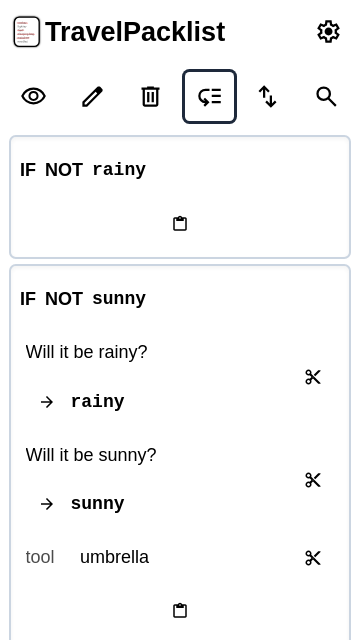 TravelPacklist
IF NOT rainy
IF NOT sunny
Will it be rainy?
→ rainy
Will it be sunny?
→ sunny
tool umbrella